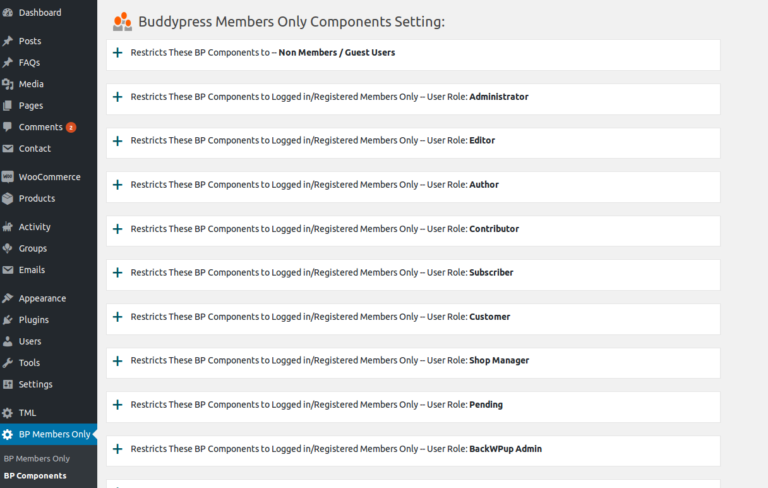 Dashboard
Posts
FAQs
Media
Pages
Comments 2
Contact
WooCommerce
Products
Activity
Groups
Emails
Appearance
Plugins
Users
Tools
Settings
TML
BP Members Only
BP Members Only
BP Components
Buddypress Members Only Components Setting:
Restricts These BP Components to – Non Members / Guest Users
Restricts These BP Components to Logged in/Registered Members Only – User Role: Administrator
Restricts These BP Components to Logged in/Registered Members Only – User Role: Editor
Restricts These BP Components to Logged in/Registered Members Only – User Role: Author
Restricts These BP Components to Logged in/Registered Members Only – User Role: Contributor
Restricts These BP Components to Logged in/Registered Members Only – User Role: Subscriber
Restricts These BP Components to Logged in/Registered Members Only – User Role: Customer
Restricts These BP Components to Logged in/Registered Members Only – User Role: Shop Manager
Restricts These BP Components to Logged in/Registered Members Only – User Role: Pending
Restricts These BP Components to Logged in/Registered Members Only – User Role: BackWPup Admin